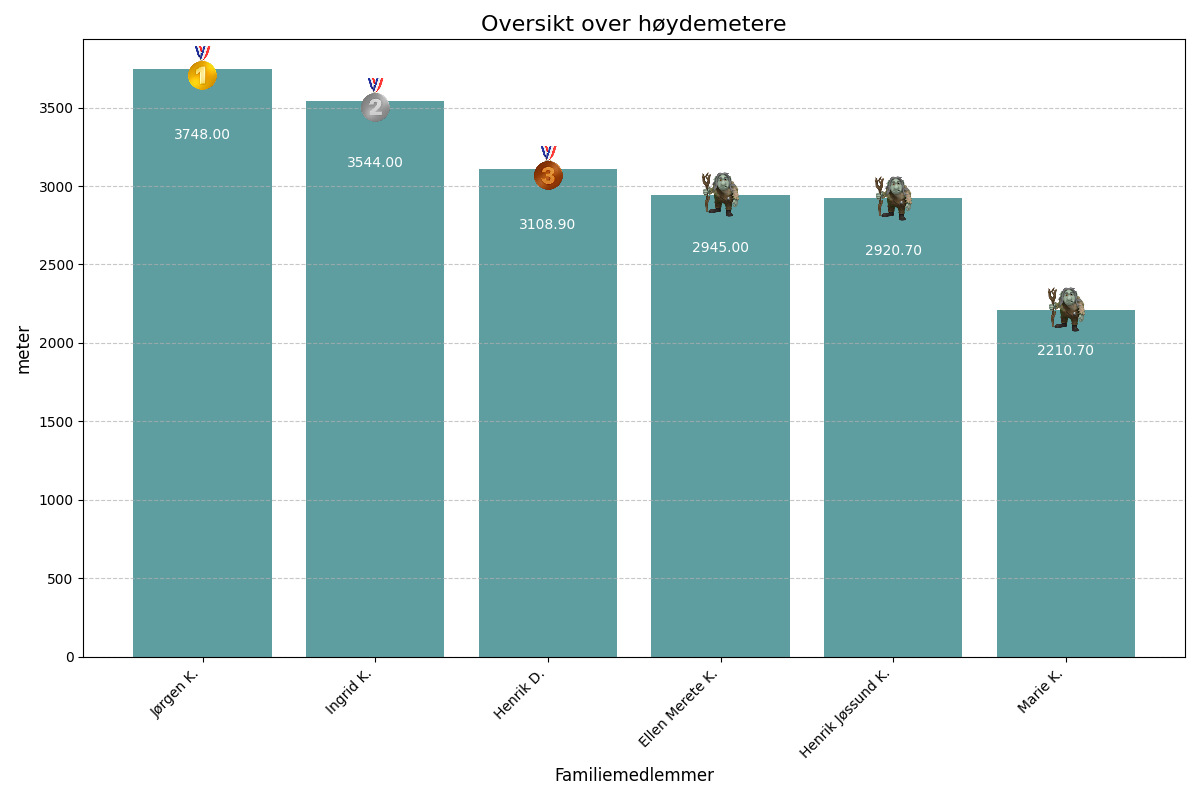 Oversikt over høydemetere
1
2
3
3748.00
3544.00
3108.90
2945.00
2920.70
2210.70
meter
3500
3000
2500
2000
1500
1000
500
0
Jørgen K.
Ingrid K.
Henrik D.
Ellen Merete K.
Henrik Jøssund K.
Marie K.
Familiemedlemmer